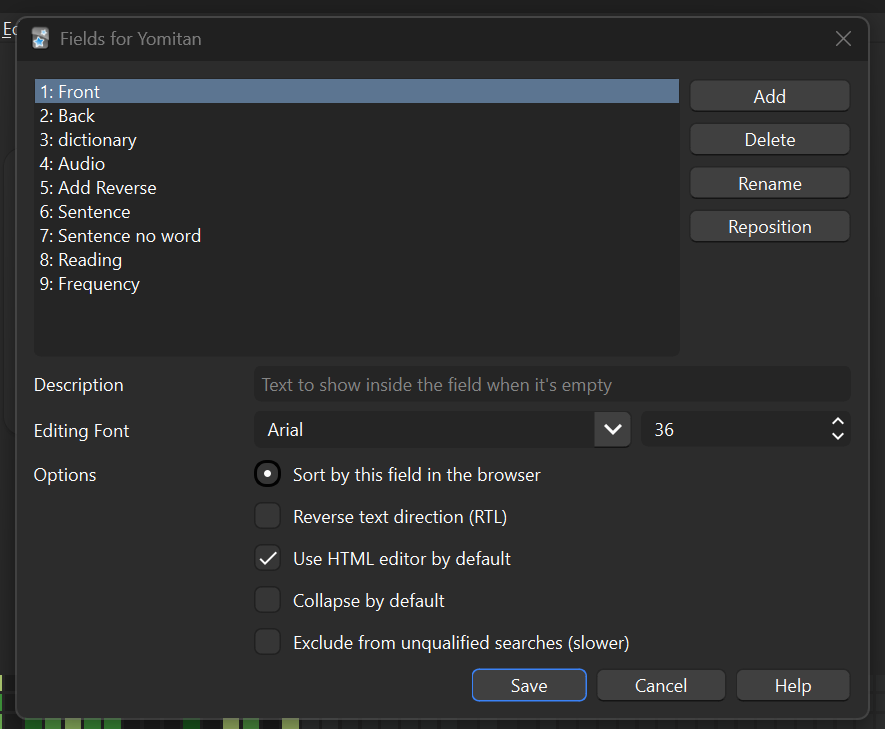 Fields for Yomitan
1: Front
2: Back
3: dictionary
4: Audio
5: Add Reverse
6: Sentence
7: Sentence no word
8: Reading
9: Frequency
Add
Delete
Rename
Reposition
Description Text to show inside the field when it's empty
Editing Font Arial 36
Options Sort by this field in the browser
Reverse text direction (RTL)
Use HTML editor by default
Collapse by default
Exclude from unqualified searches (slower)
Save Cancel Help